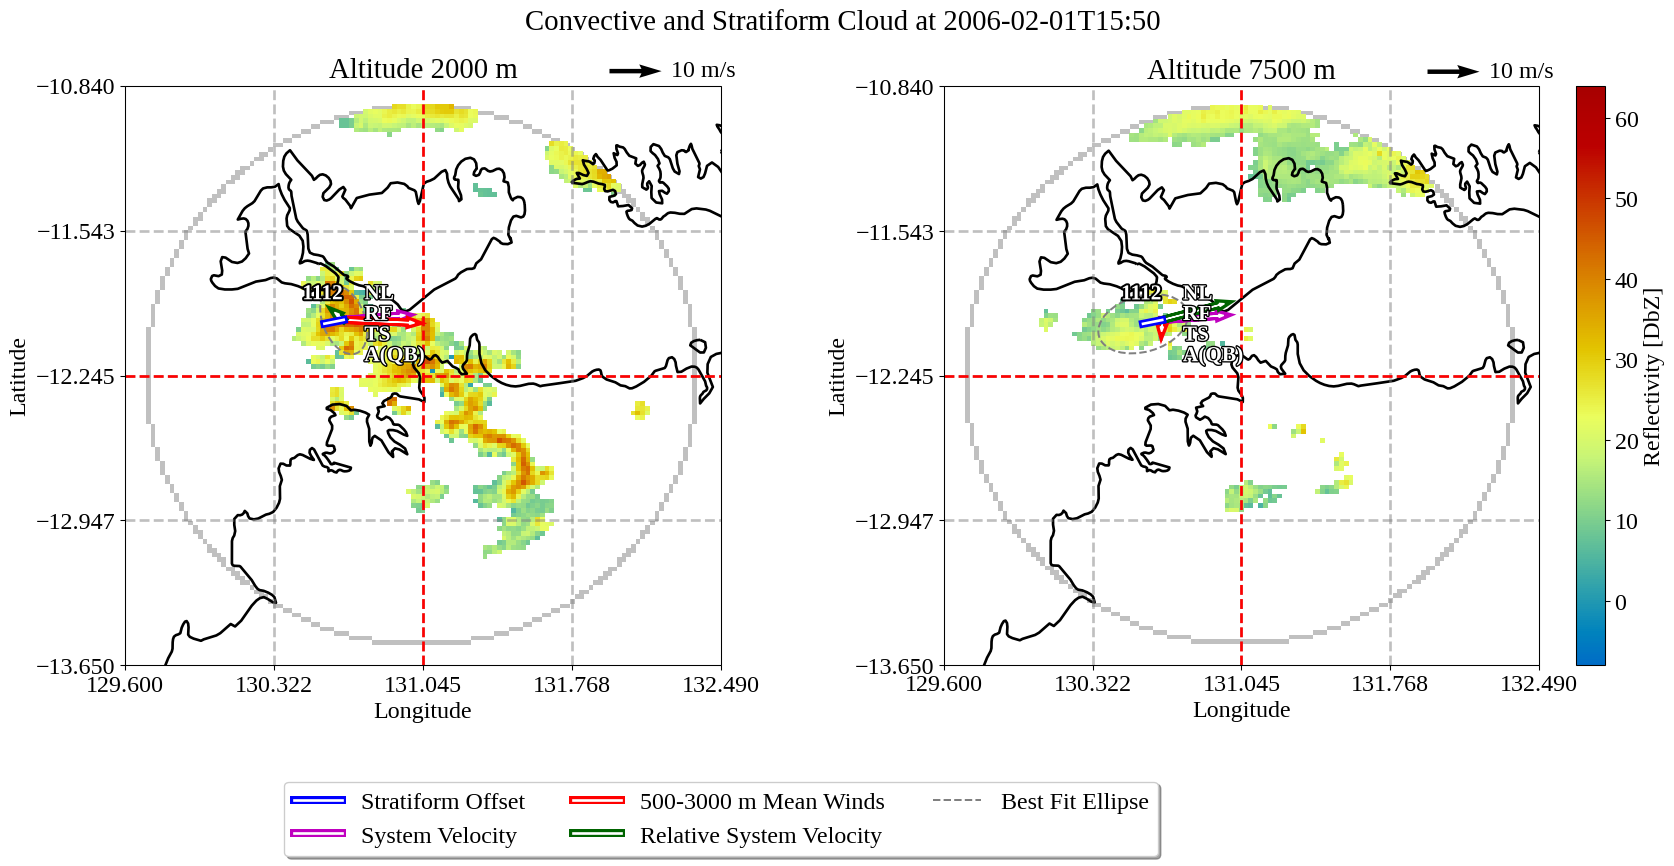 Convective and Stratiform Cloud at 2006-02-01T15:50
Altitude 2000 m
10 m/s
−10.840
−11.543
−12.245
−12.947
−13.650
Latitude
129.600
130.322
131.045
131.768
132.490
Longitude
1112
NL
RF
TS
A(QB)
Altitude 7500 m
10 m/s
−10.840
−11.543
−12.245
−12.947
−13.650
Latitude
129.600
130.322
131.045
131.768
132.490
Longitude
1112
NL
RF
TS
A(QB)
60
50
40
30
20
10
0
Reflectivity [DbZ]
Stratiform Offset
System Velocity
500-3000 m Mean Winds
Relative System Velocity
Best Fit Ellipse